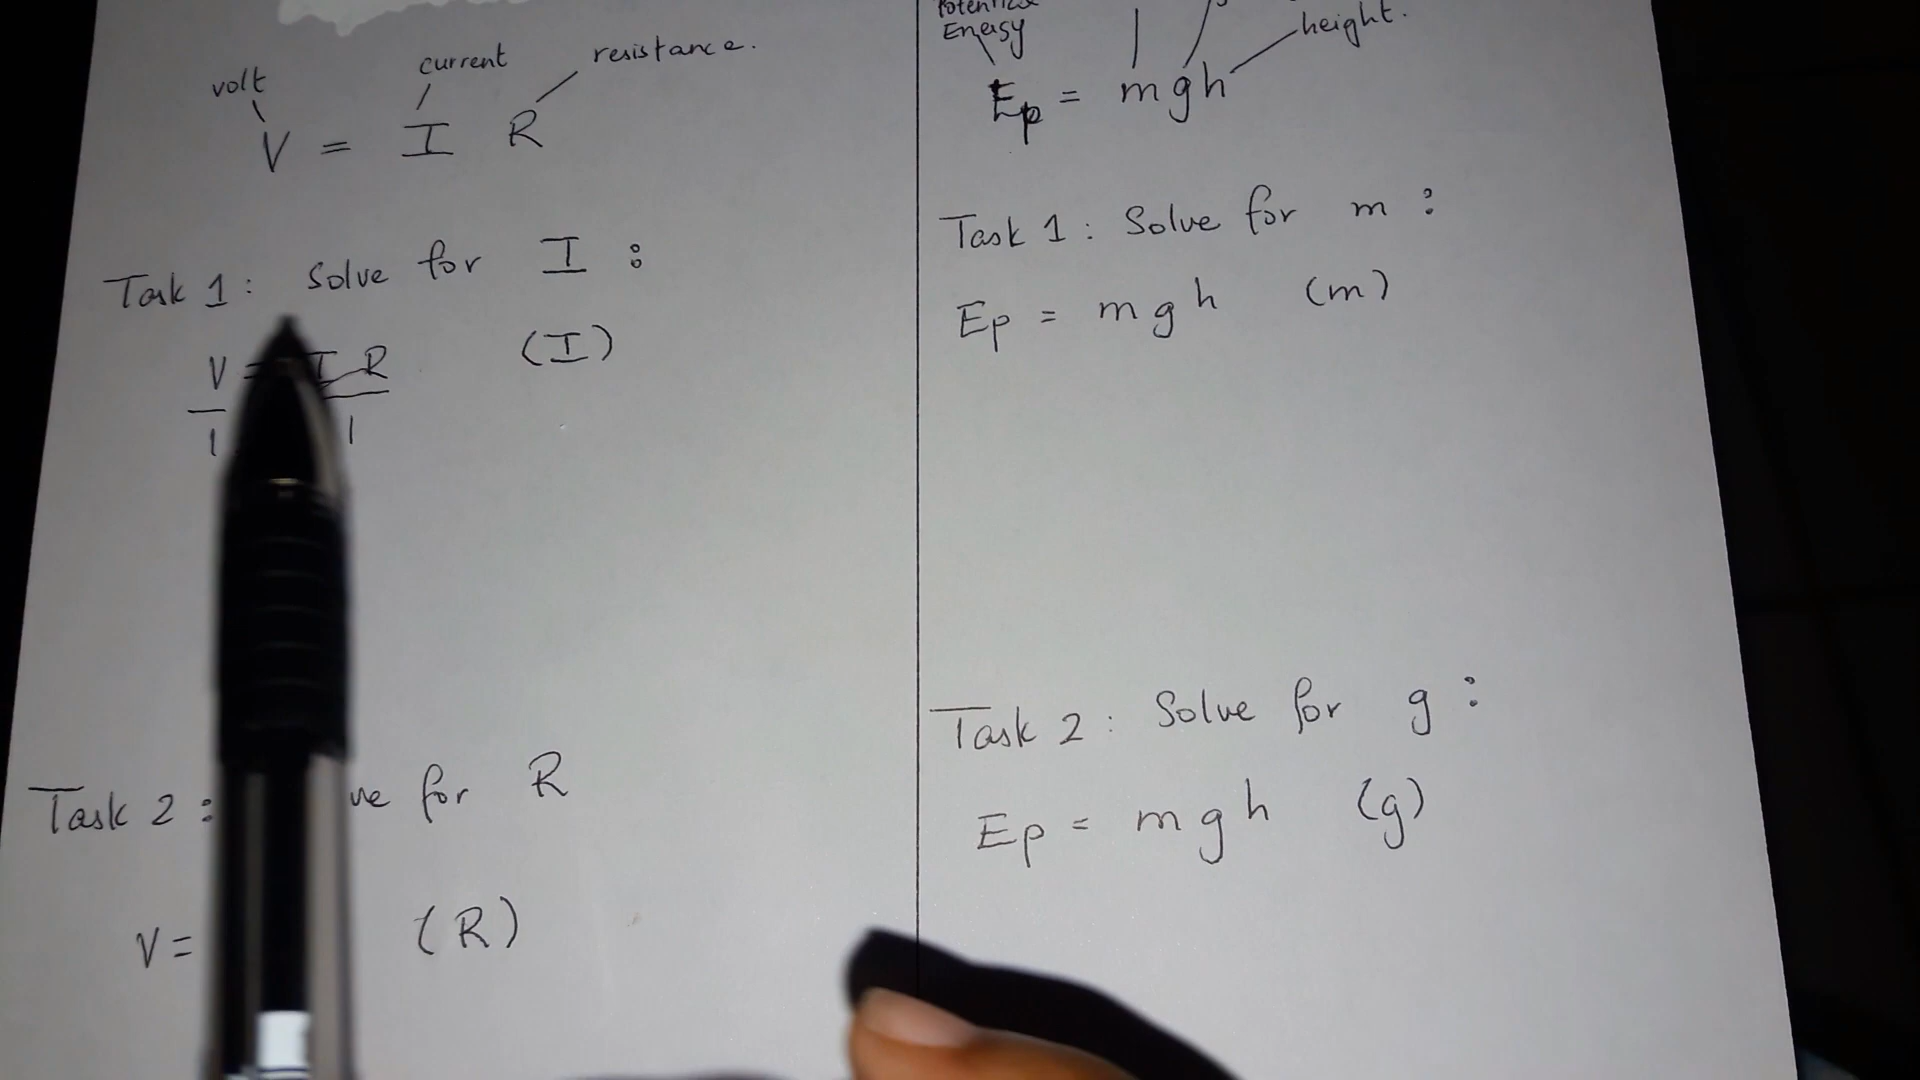 volt
current
resistance.
V = I R
Task 1: Solve for I :
V = I R (I)
1 1
Task 2: for R
V = (R)
Potential
Energy
height.
Ep = mgh
Task 1: Solve for m :
Ep = mgh (m)
Task 2: Solve for g :
Ep = mgh (g)